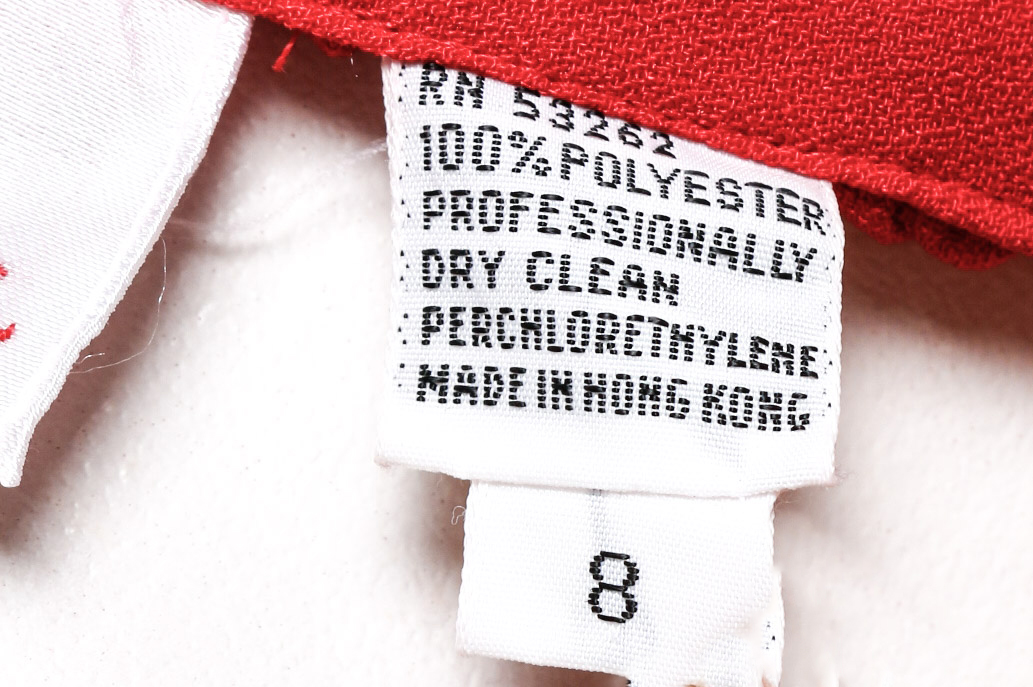 RN 53262
100% POLYESTER
PROFESSIONALLY
DRY CLEAN
PERCHLORETHYLENE
MADE IN HONG KONG
8